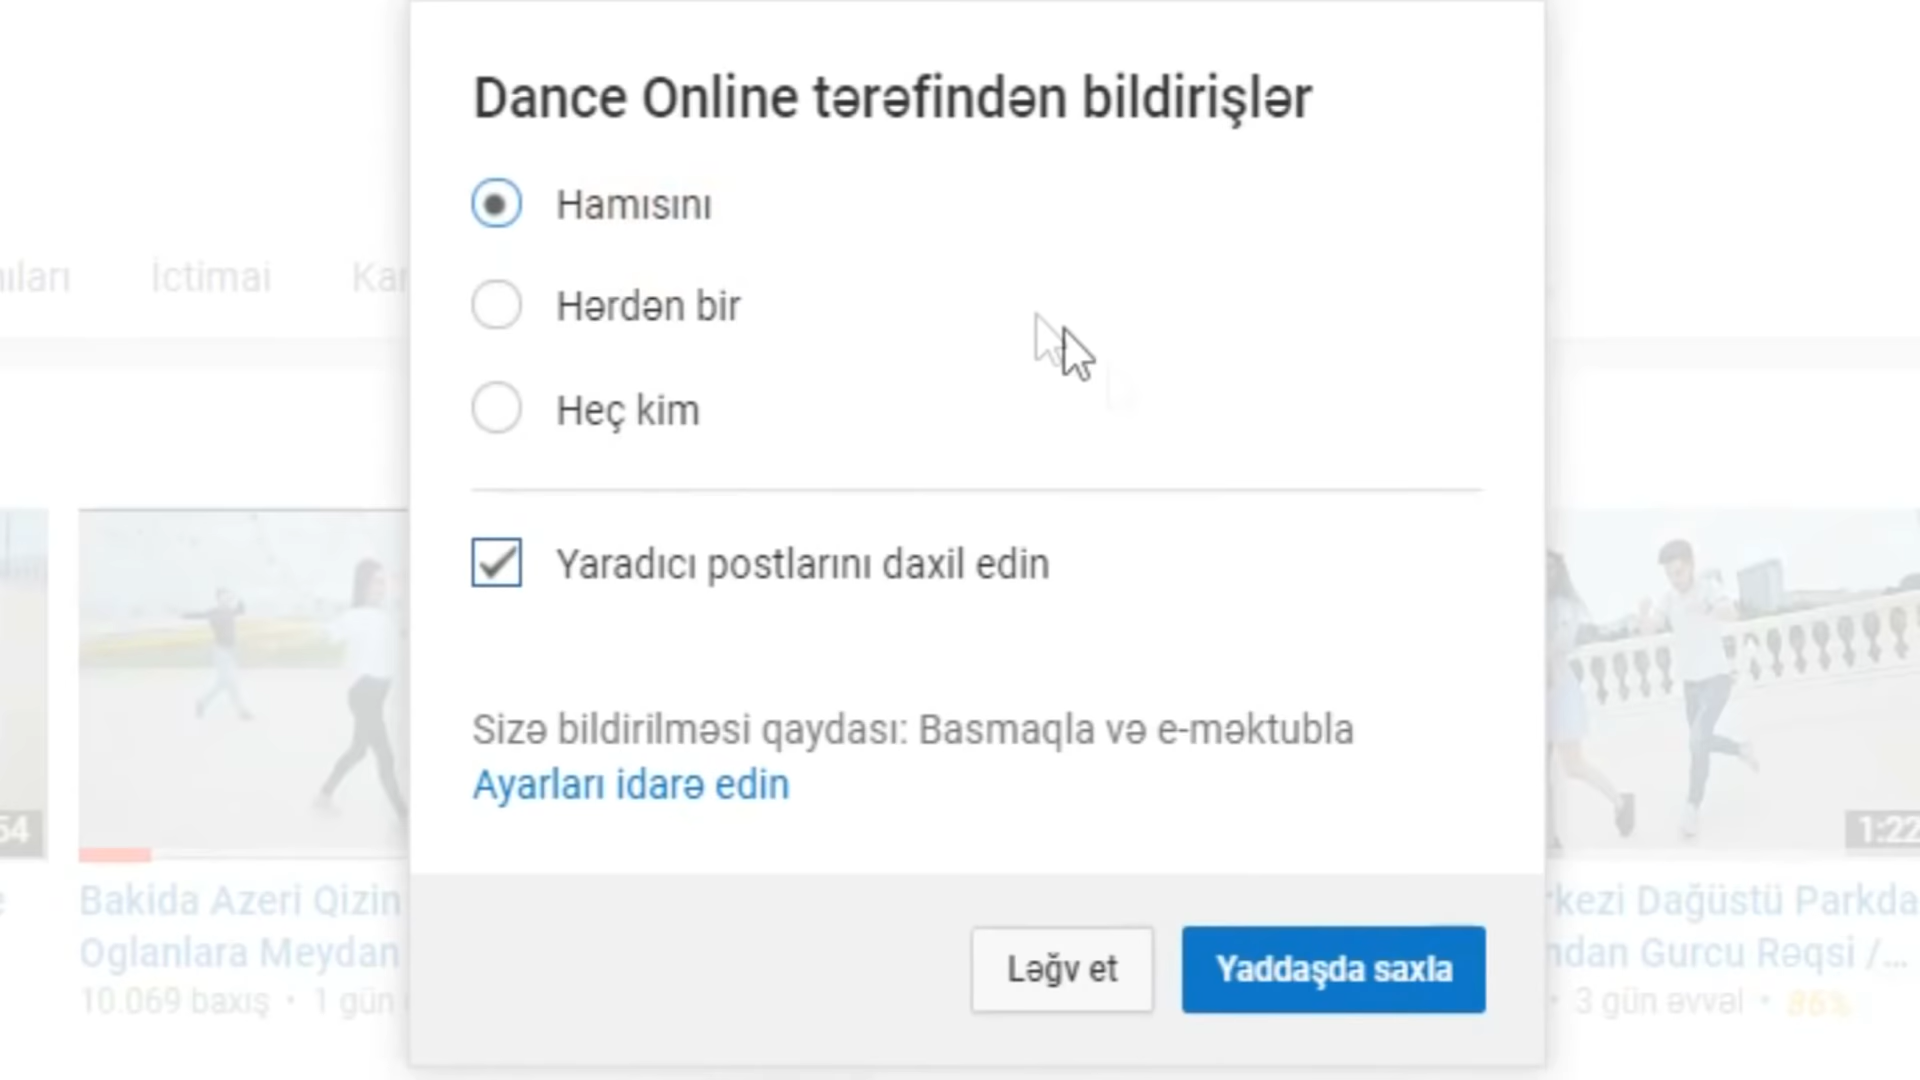 Dance Online tərəfindən bildirişlər
Hamısını
İctimai
Hərdən bir
Heç kim
Yaradıcı postlarını daxil edin
Sizə bildirilməsi qaydası: Basmaqla və e-məktubla
Ayarları idarə edin
54
1:22
Bakida Azeri Qizin
Oglanlara Meydan
10.069 baxış • 1 gün
Dağüstü Parkda
Gurcu Rəqsi /...
• 3 gün əvvəl • 86%
Ləğv et
Yaddaşda saxla